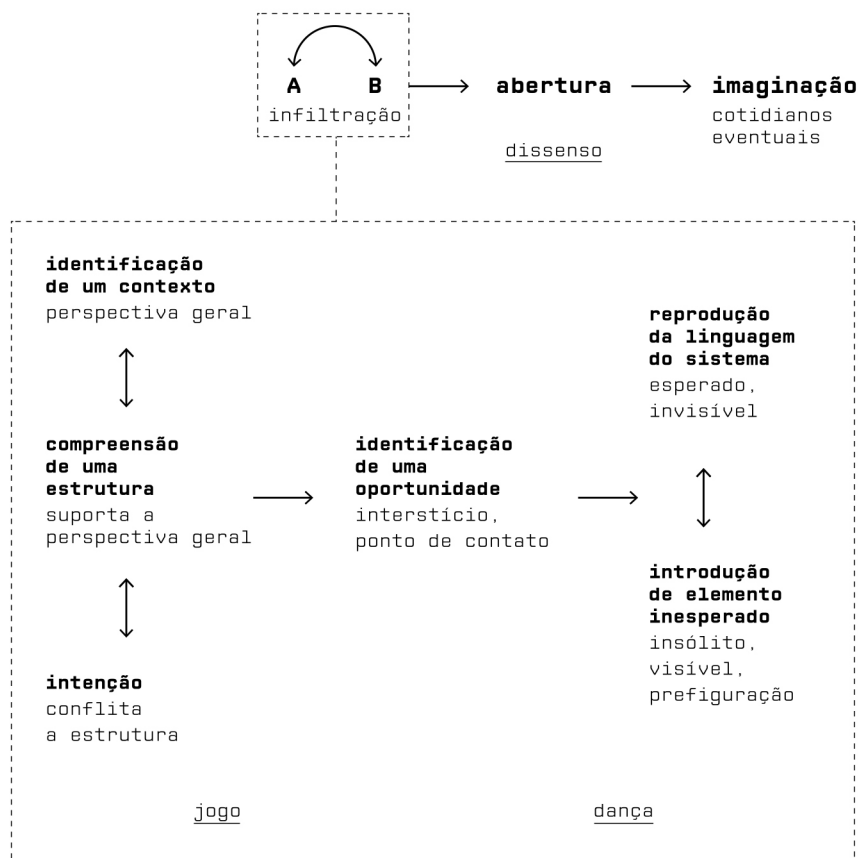 A B
infiltração
abertura
dissenso
imaginação
cotidianos
eventuais
identificação
de um contexto
perspectiva geral
compreensão
de uma
estrutura
suporta a
perspectiva geral
intenção
conflita
a estrutura
identificação
de uma
oportunidade
interstício,
ponto de contato
reprodução
da linguagem
do sistema
esperado,
invisível
introdução
de elemento
inesperado
insólito,
visível,
prefiguração
jogo
dança